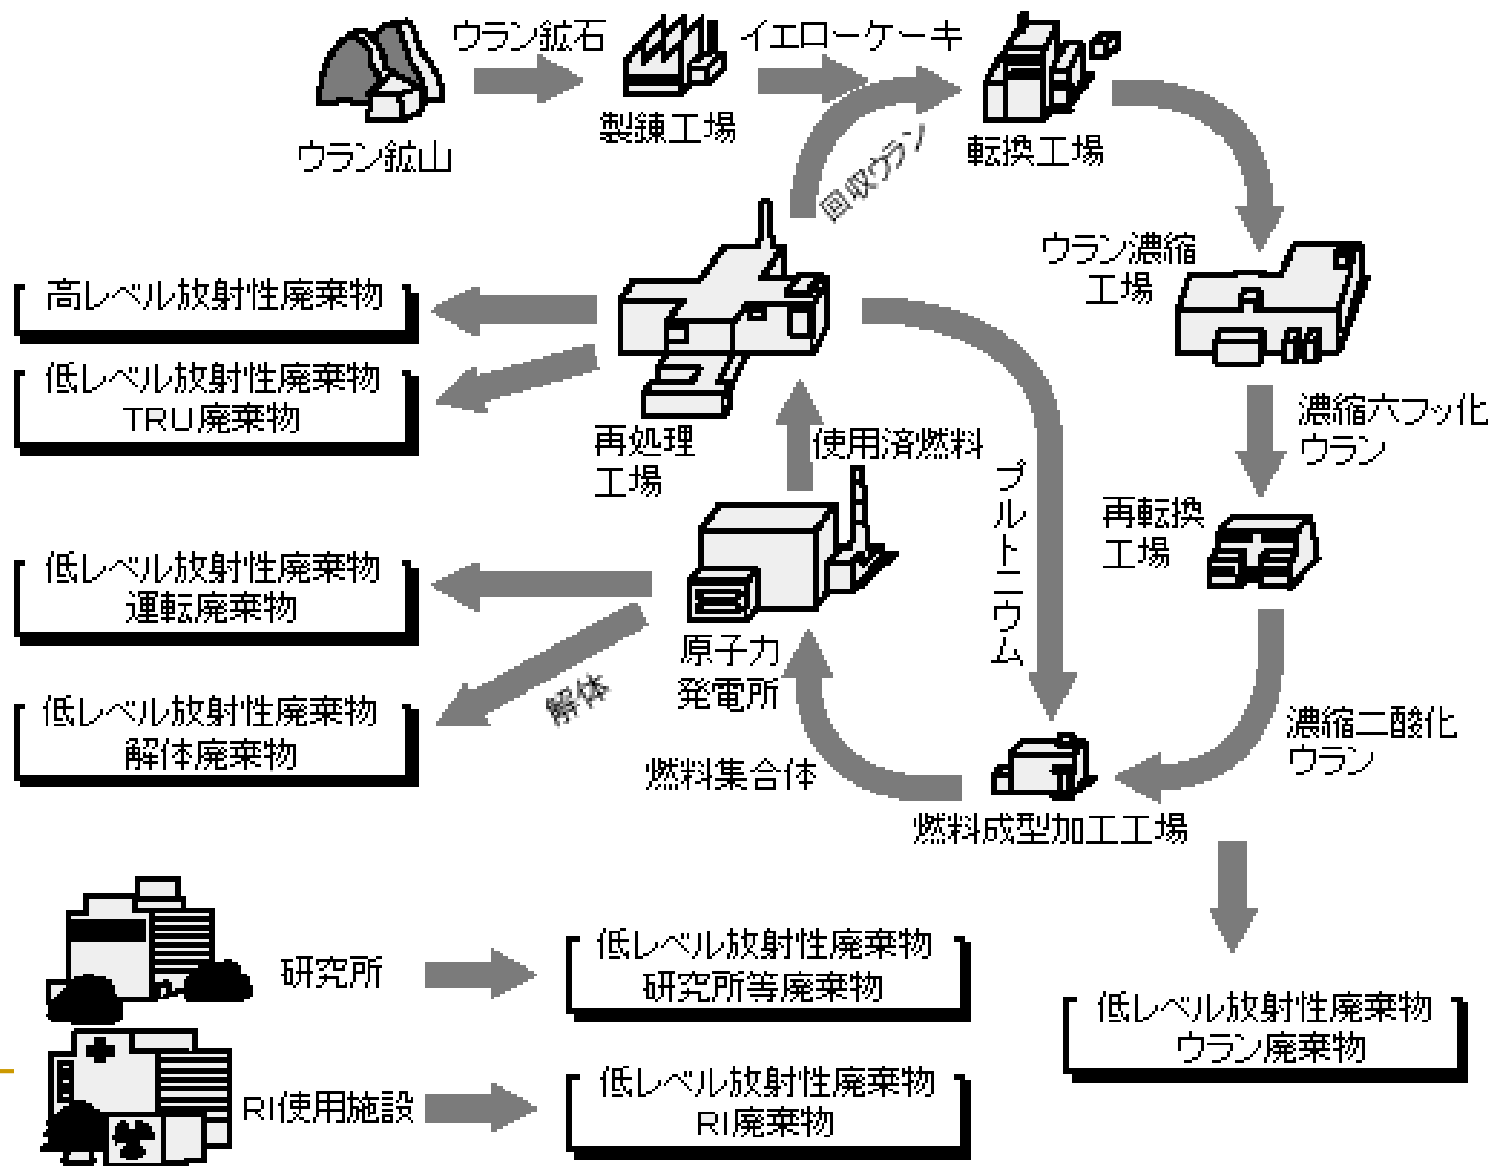 ウラン鉱石
イエローケーキ
ウラン鉱山
製錬工場
転換工場
回収ウラン
ウラン濃縮
工場
高レベル放射性廃棄物
低レベル放射性廃棄物
TRU廃棄物
再処理
工場
使用済燃料
プルトニウム
濃縮六フッ化
ウラン
再転換
工場
低レベル放射性廃棄物
運転廃棄物
原子力
発電所
解体
低レベル放射性廃棄物
解体廃棄物
燃料集合体
濃縮二酸化
ウラン
燃料成型加工工場
研究所
低レベル放射性廃棄物
研究所等廃棄物
低レベル放射性廃棄物
ウラン廃棄物
RI使用施設
低レベル放射性廃棄物
RI廃棄物